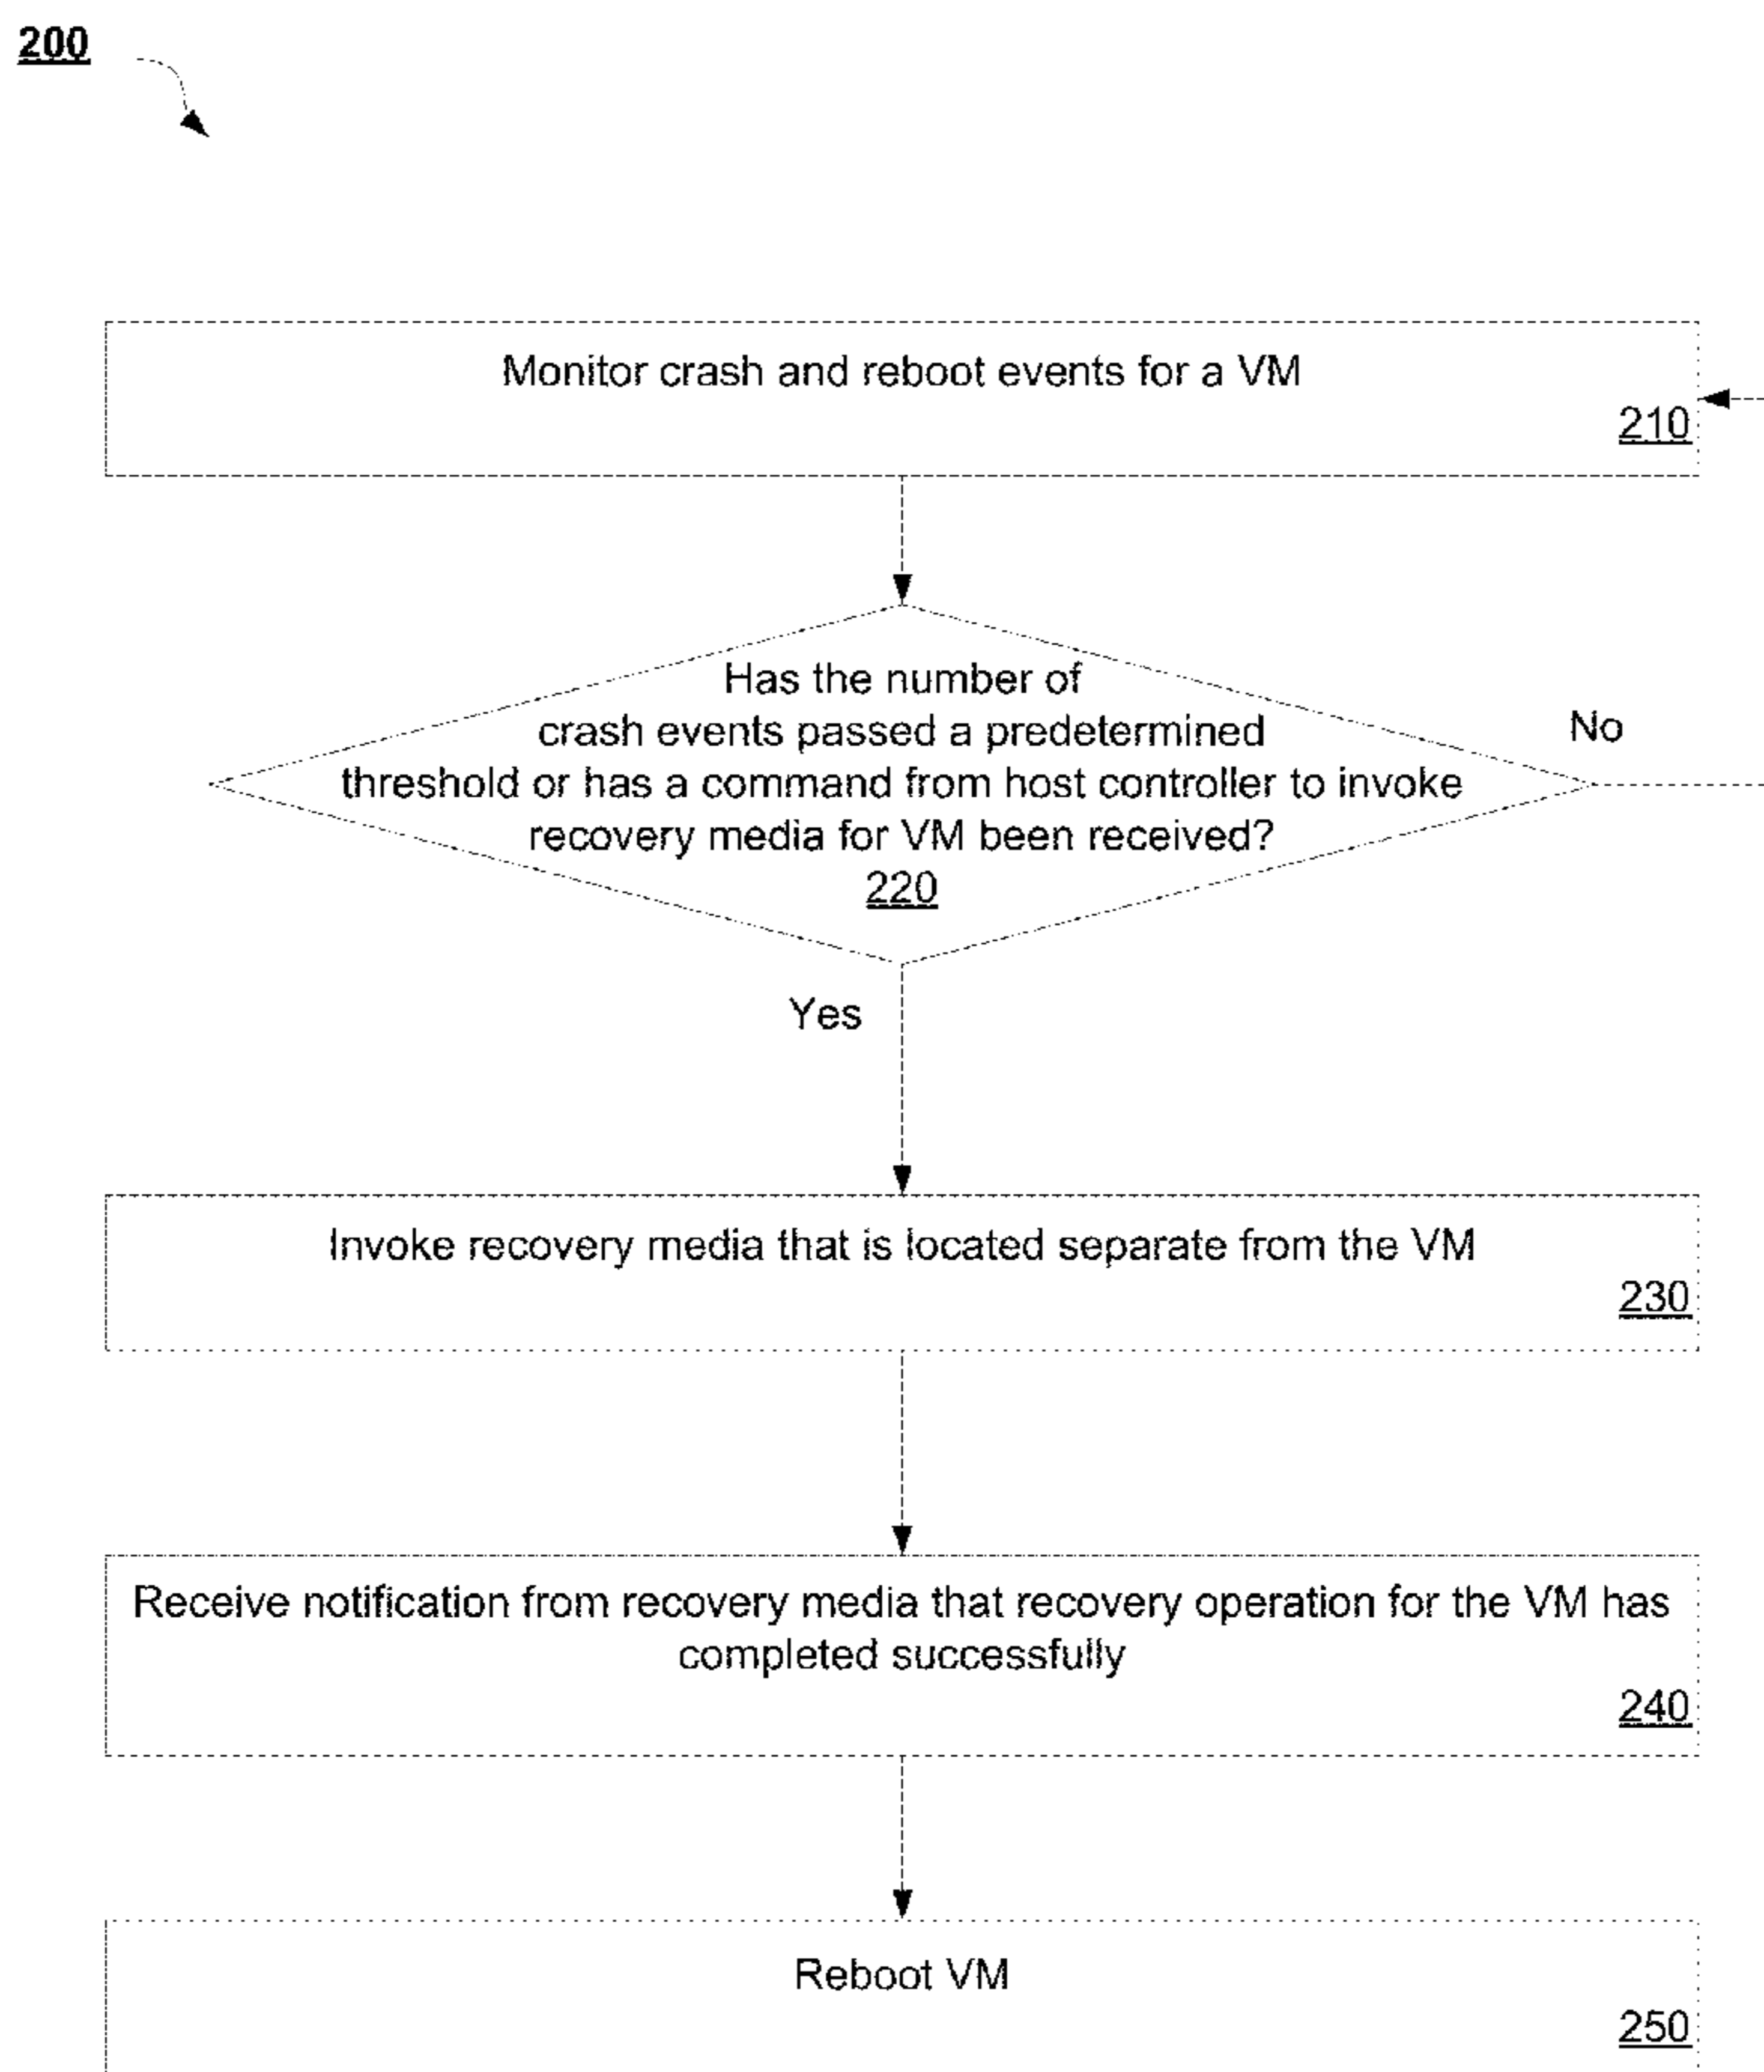 200
Monitor crash and reboot events for a VM
210
Has the number of
crash events passed a predetermined
threshold or has a command from host controller to invoke
recovery media for VM been received?
220
No
Yes
Invoke recovery media that is located separate from the VM
230
Receive notification from recovery media that recovery operation for the VM has
completed successfully
240
Reboot VM
250